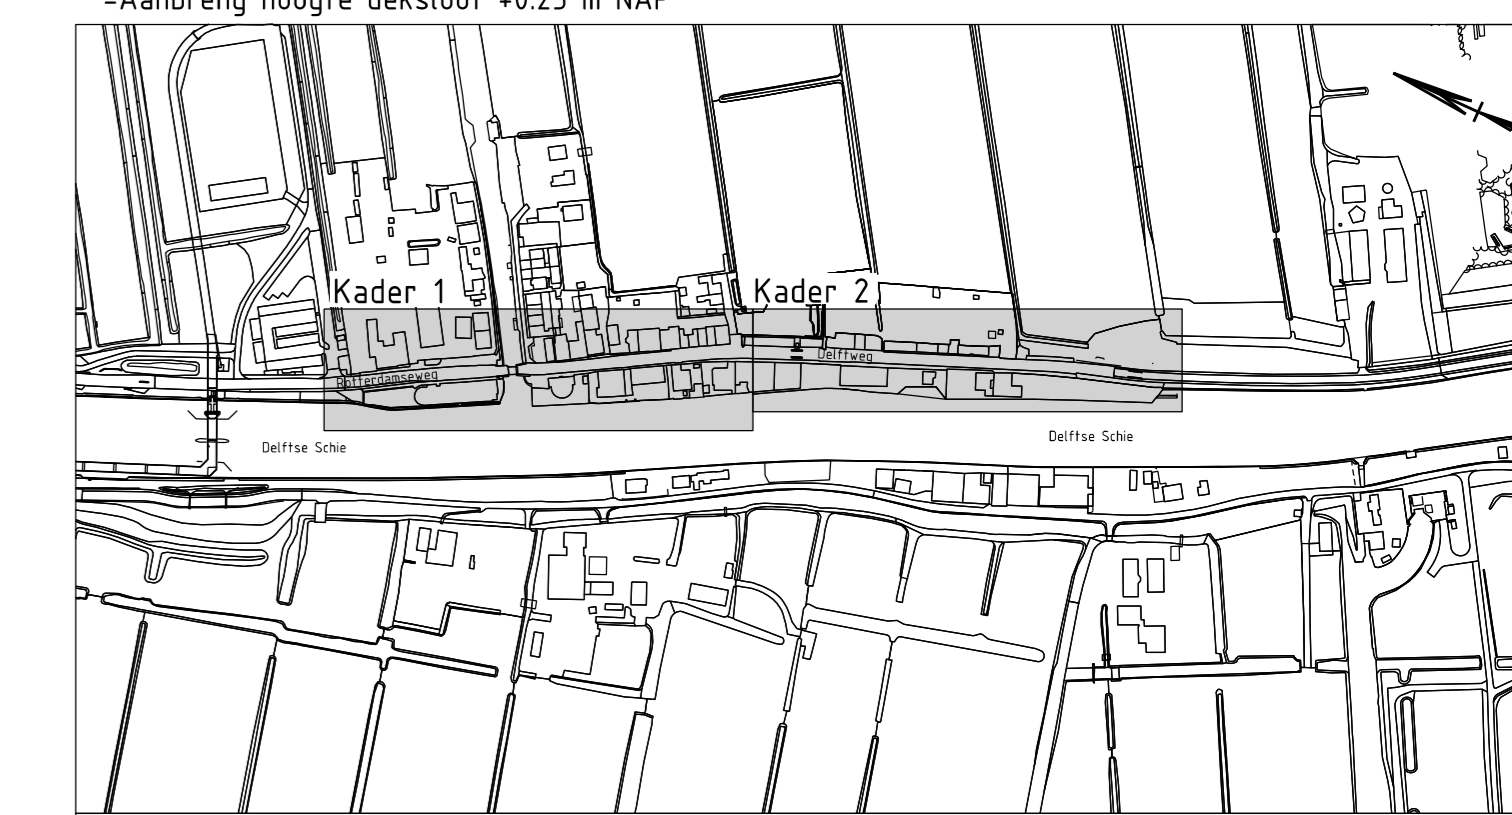 =Aanbreng hoogte deksloof +0.25 m NAP
Kader 1
Kader 2
Delftweg
Rotterdamseweg
Delftse Schie
Delftse Schie